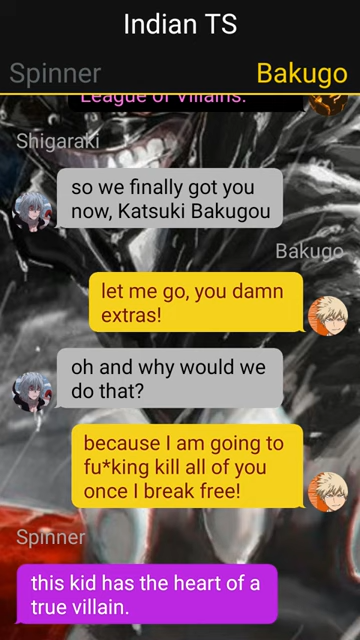 Indian TS
Spinner Bakugo
League of Villains.
Shigaraki
so we finally got you
now, Katsuki Bakugou
Bakugo
let me go, you damn
extras!
oh and why would we
do that?
because I am going to
fu*king kill all of you
once I break free!
Spinner
this kid has the heart of a
true villain.